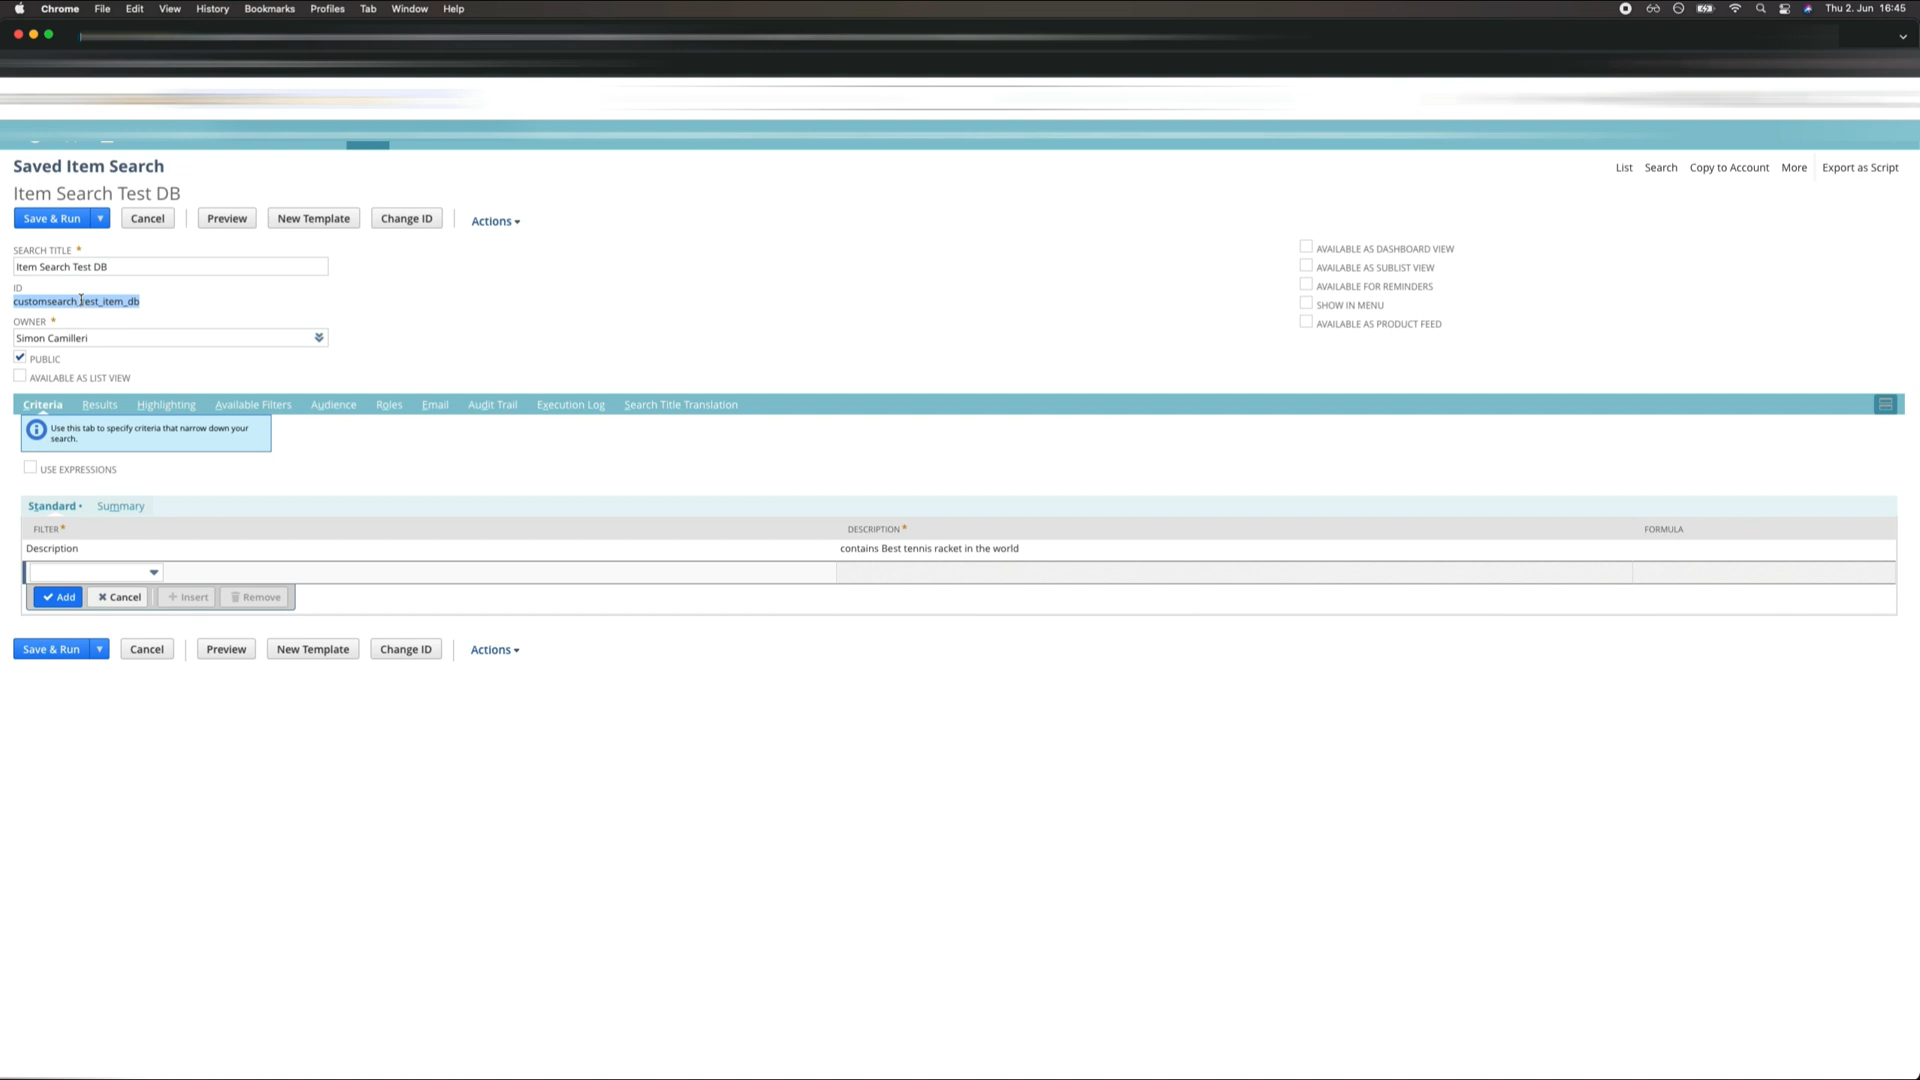 Chrome File Edit View History Bookmarks Profiles Tab Window Help Thu 2. Jun 16:45
Saved Item Search
List Search Copy to Account More Export as Script
Item Search Test DB
Save & Run Cancel Preview New Template Change ID Actions
SEARCH TITLE *
Item Search Test DB
ID
OWNER *
Simon Camilleri
PUBLIC
AVAILABLE AS LIST VIEW
AVAILABLE AS DASHBOARD VIEW
AVAILABLE AS SUBLIST VIEW
AVAILABLE FOR REMINDERS
SHOW IN MENU
AVAILABLE AS PRODUCT FEED
Criteria Results Highlighting Available Filters Audience Roles Email Audit Trail Execution Log Search Title Translation
Use this tab to specify criteria that narrow down your
search.
USE EXPRESSIONS
Standard • Summary
FILTER * DESCRIPTION * FORMULA
Description contains Best tennis racket in the world
Add Cancel Insert Remove
Save & Run Cancel Preview New Template Change ID Actions